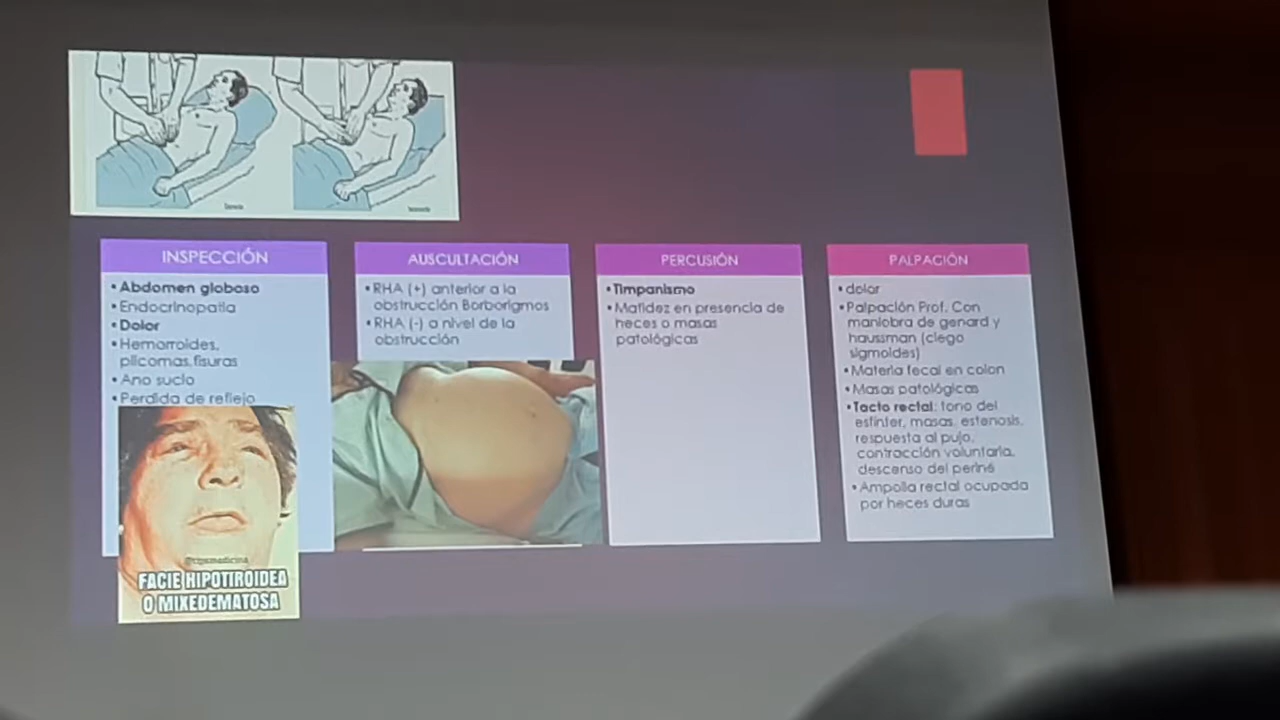 INSPECCIÓN
• Abdomen globoso
• Endocrinopatia
• Dolor
• Hemorroides,
plicomas,fisuras
• Ano sucio
• Perdida de reflejo
@cgxmedicina
FACIE HIPOTIROIDEA
O MIXEDEMATOSA
AUSCULTACIÓN
• RHA (+) anterior a la
obstrucción Borborigmos
• RHA (-) a nivel de la
obstrucción
PERCUSIÓN
• Timpanismo
• Matidez en presencia de
heces o masas
patológicas
PALPACIÓN
• dolor
• Palpación Prof. Con
maniobra de genard y
haussman (ciego
sigmoides)
• Materia fecal en colon
• Masas patológicas
• Tacto rectal: tono del
esfínter, masas, estenosis,
respuesta al pujo,
contracción voluntaria,
descenso del periné
• Ampolla rectal ocupada
por heces duras